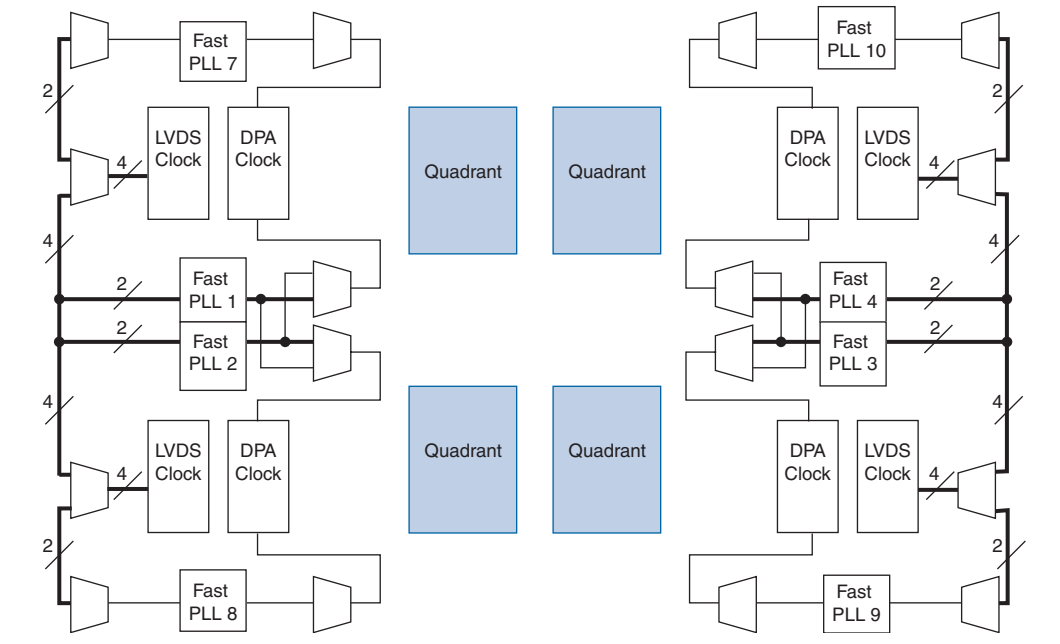 Fast
PLL 7
Fast
PLL 10
2
2
LVDS
Clock
DPA
Clock
Quadrant
Quadrant
DPA
Clock
LVDS
Clock
4
4
4
4
Fast
PLL 1
Fast
PLL 4
2
2
Fast
PLL 2
Fast
PLL 3
2
2
4
4
LVDS
Clock
DPA
Clock
Quadrant
Quadrant
DPA
Clock
LVDS
Clock
4
4
2
2
Fast
PLL 8
Fast
PLL 9